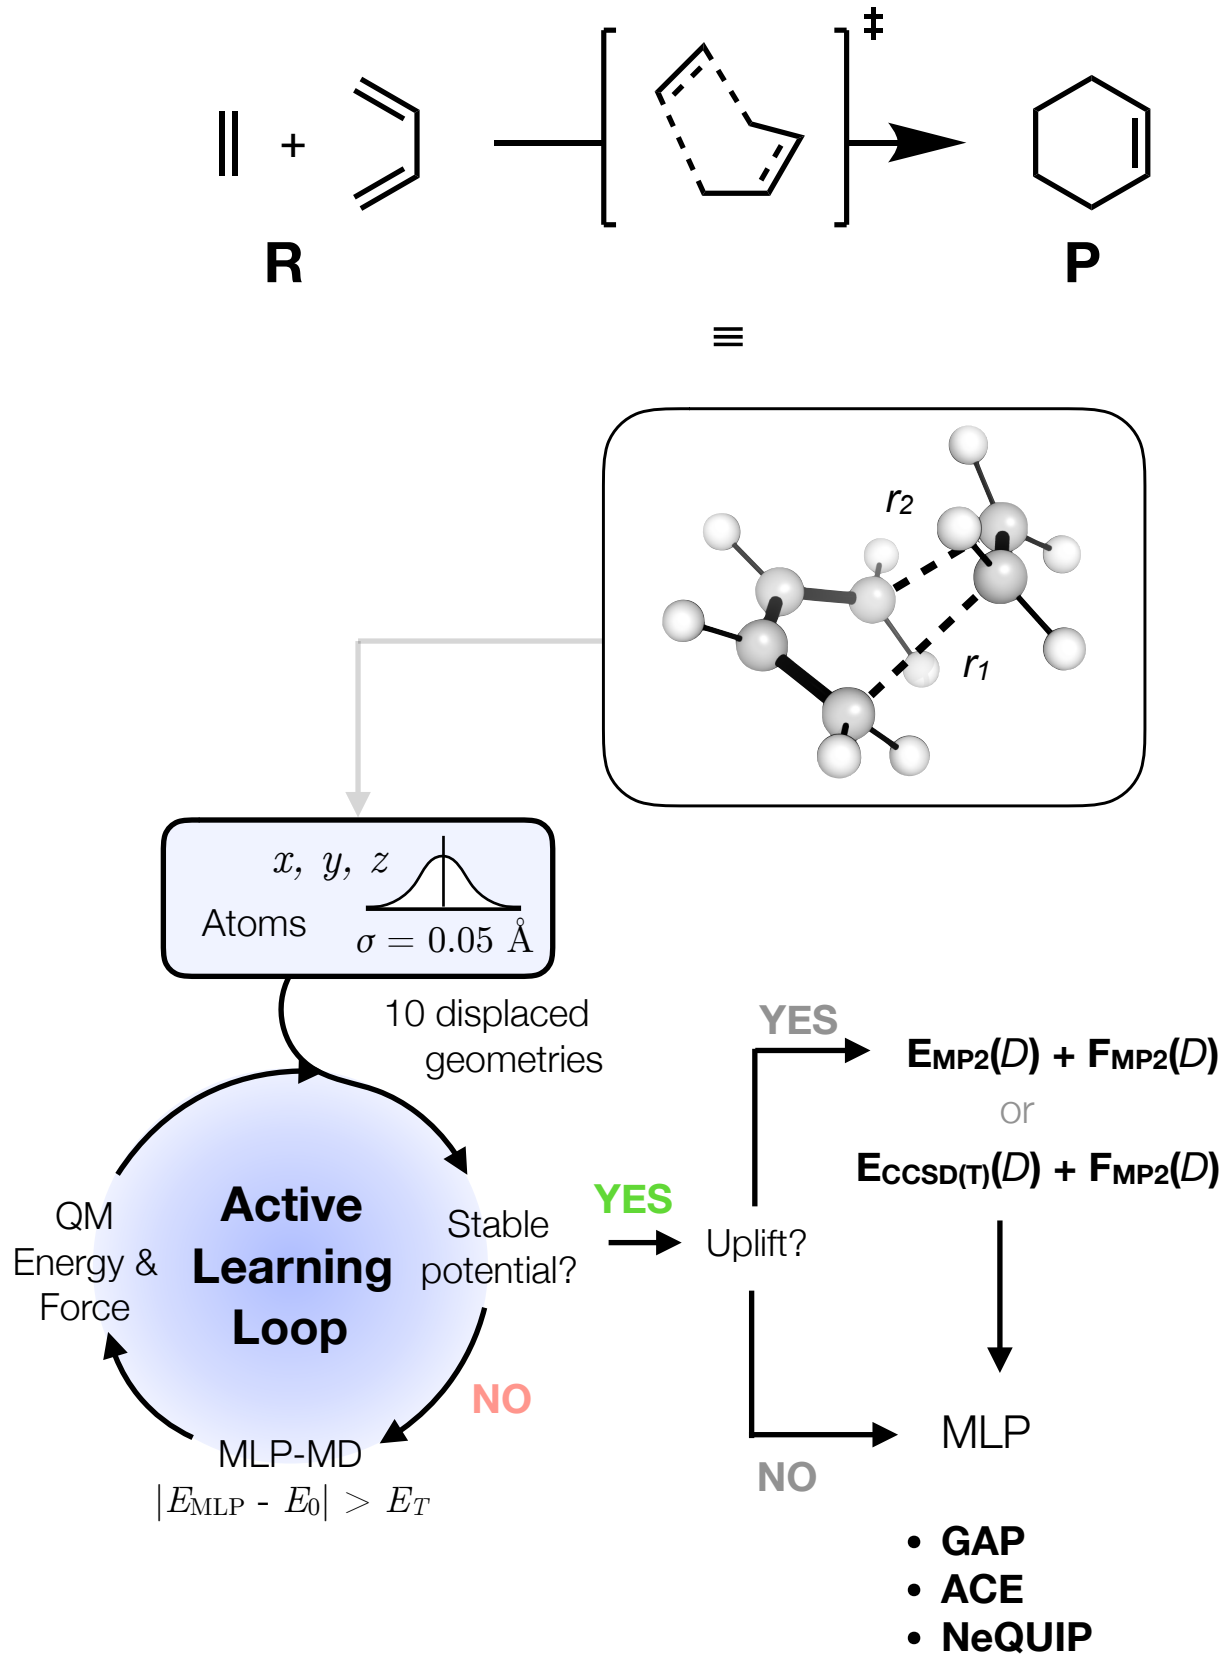 +
‡
R
P
≡
r2
r1
x, y, z
Atoms
σ = 0.05 Å
10 displaced
geometries
YES
EMP2(D) + FMP2(D)
or
ECCSD(T)(D) + FMP2(D)
Active
Learning
Loop
QM
Energy &
Force
Stable
potential?
YES
Uplift?
NO
MLP-MD
|EMLP - E0| > ET
MLP
NO
• GAP
• ACE
• NeQUIP